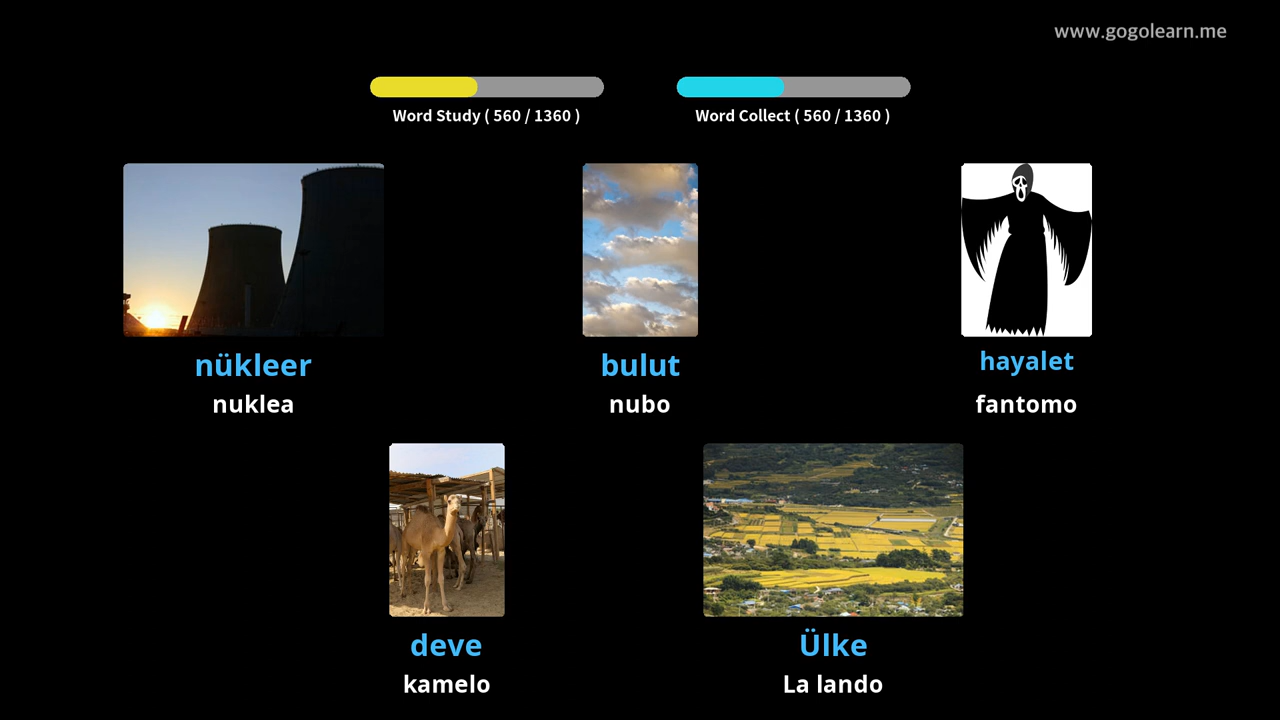 www.gogolearn.me
Word Study ( 560 / 1360 )
Word Collect ( 560 / 1360 )
nükleer
nuklea
bulut
nubo
hayalet
fantomo
deve
kamelo
Ülke
La lando